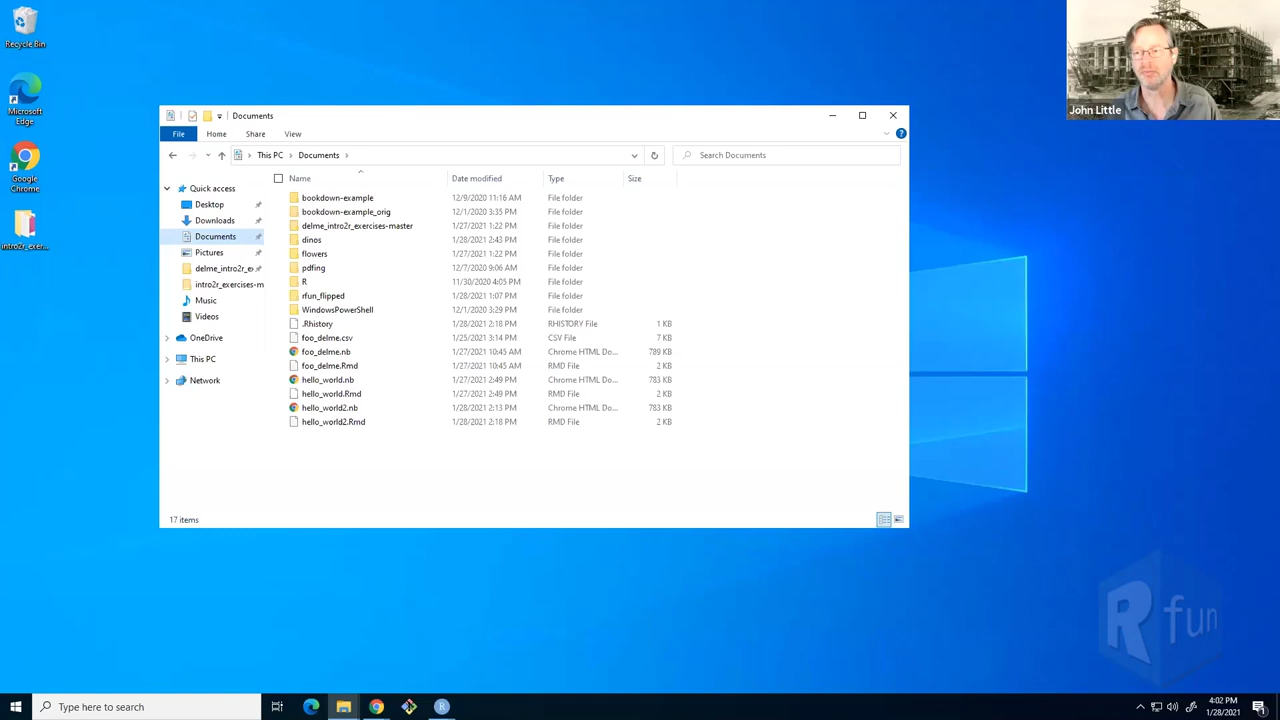 Recycle Bin
Microsoft
Edge
Google
Chrome
intro2r_exer...
John Little
Documents
File Home Share View
This PC Documents
Search Documents
Name Date modified Type Size
Quick access
Desktop
Downloads
Documents
Pictures
delme_intro2r_e
intro2r_exercises-m
Music
Videos
OneDrive
This PC
Network
bookdown-example 12/9/2020 11:16 AM File folder
bookdown-example_orig 12/1/2020 3:35 PM File folder
delme_intro2r_exercises-master 1/27/2021 1:22 PM File folder
dinos 1/28/2021 2:43 PM File folder
flowers 1/27/2021 1:22 PM File folder
pdfing 12/7/2020 9:06 AM File folder
R 11/30/2020 4:05 PM File folder
rfun_flipped 1/28/2021 1:07 PM File folder
WindowsPowerShell 12/1/2020 3:29 PM File folder
.Rhistory 1/28/2021 2:18 PM RHISTORY File 1 KB
foo_delme.csv 1/25/2021 3:14 PM CSV File 7 KB
foo_delme.nb 1/27/2021 10:45 AM Chrome HTML Do... 789 KB
foo_delme.Rmd 1/27/2021 10:45 AM RMD File 2 KB
hello_world.nb 1/27/2021 2:49 PM Chrome HTML Do... 783 KB
hello_world.Rmd 1/27/2021 2:49 PM RMD File 2 KB
hello_world2.nb 1/28/2021 2:13 PM Chrome HTML Do... 783 KB
hello_world2.Rmd 1/28/2021 2:18 PM RMD File 2 KB
17 items
R fun
Type here to search
4:02 PM
1/28/2021